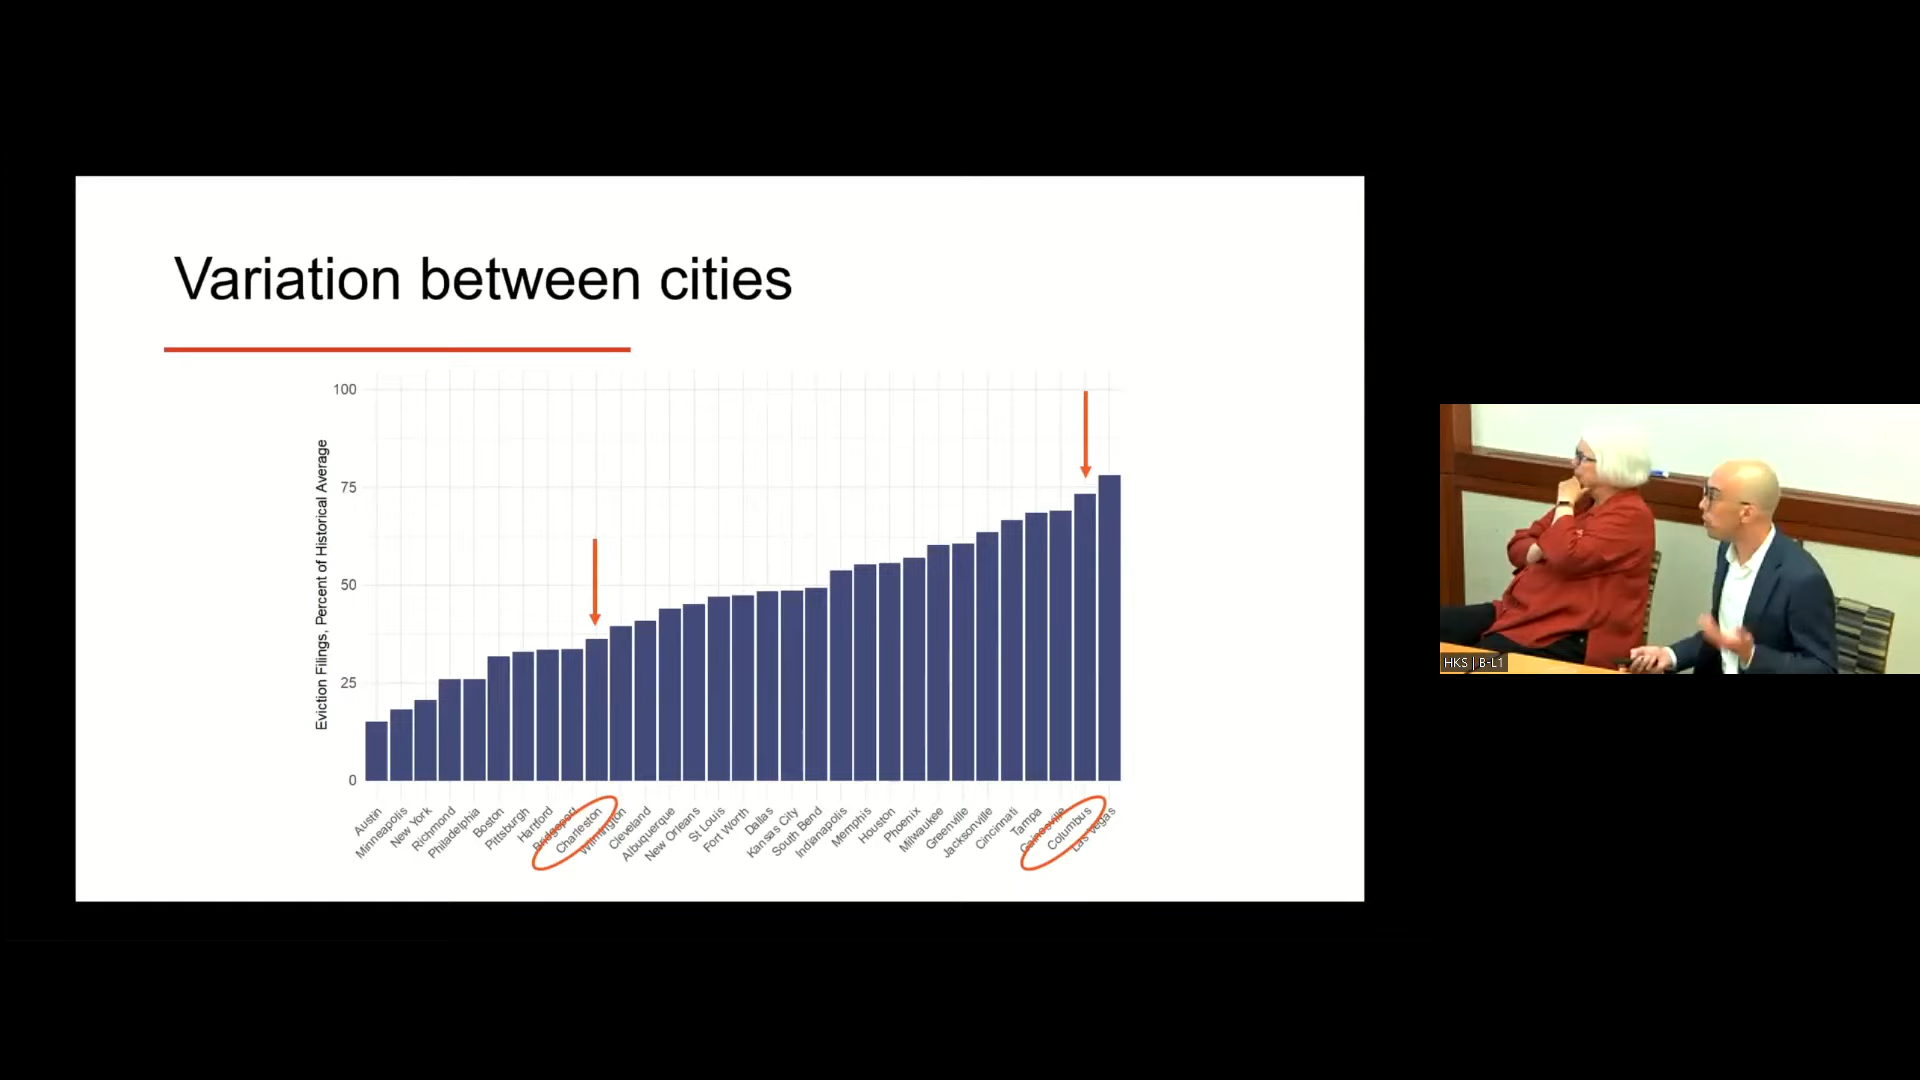 Variation between cities
Eviction Filings, Percent of Historical Average
100
75
50
25
0
Austin
Minneapolis
New York
Richmond
Philadelphia
Boston
Pittsburgh
Hartford
Bridgeport
Charleston
Wilmington
Cleveland
Albuquerque
New Orleans
St Louis
Fort Worth
Dallas
Kansas City
South Bend
Indianapolis
Memphis
Houston
Phoenix
Milwaukee
Greenville
Jacksonville
Cincinnati
Tampa
Gainesville
Columbus
Las Vegas
HKS | B-L1